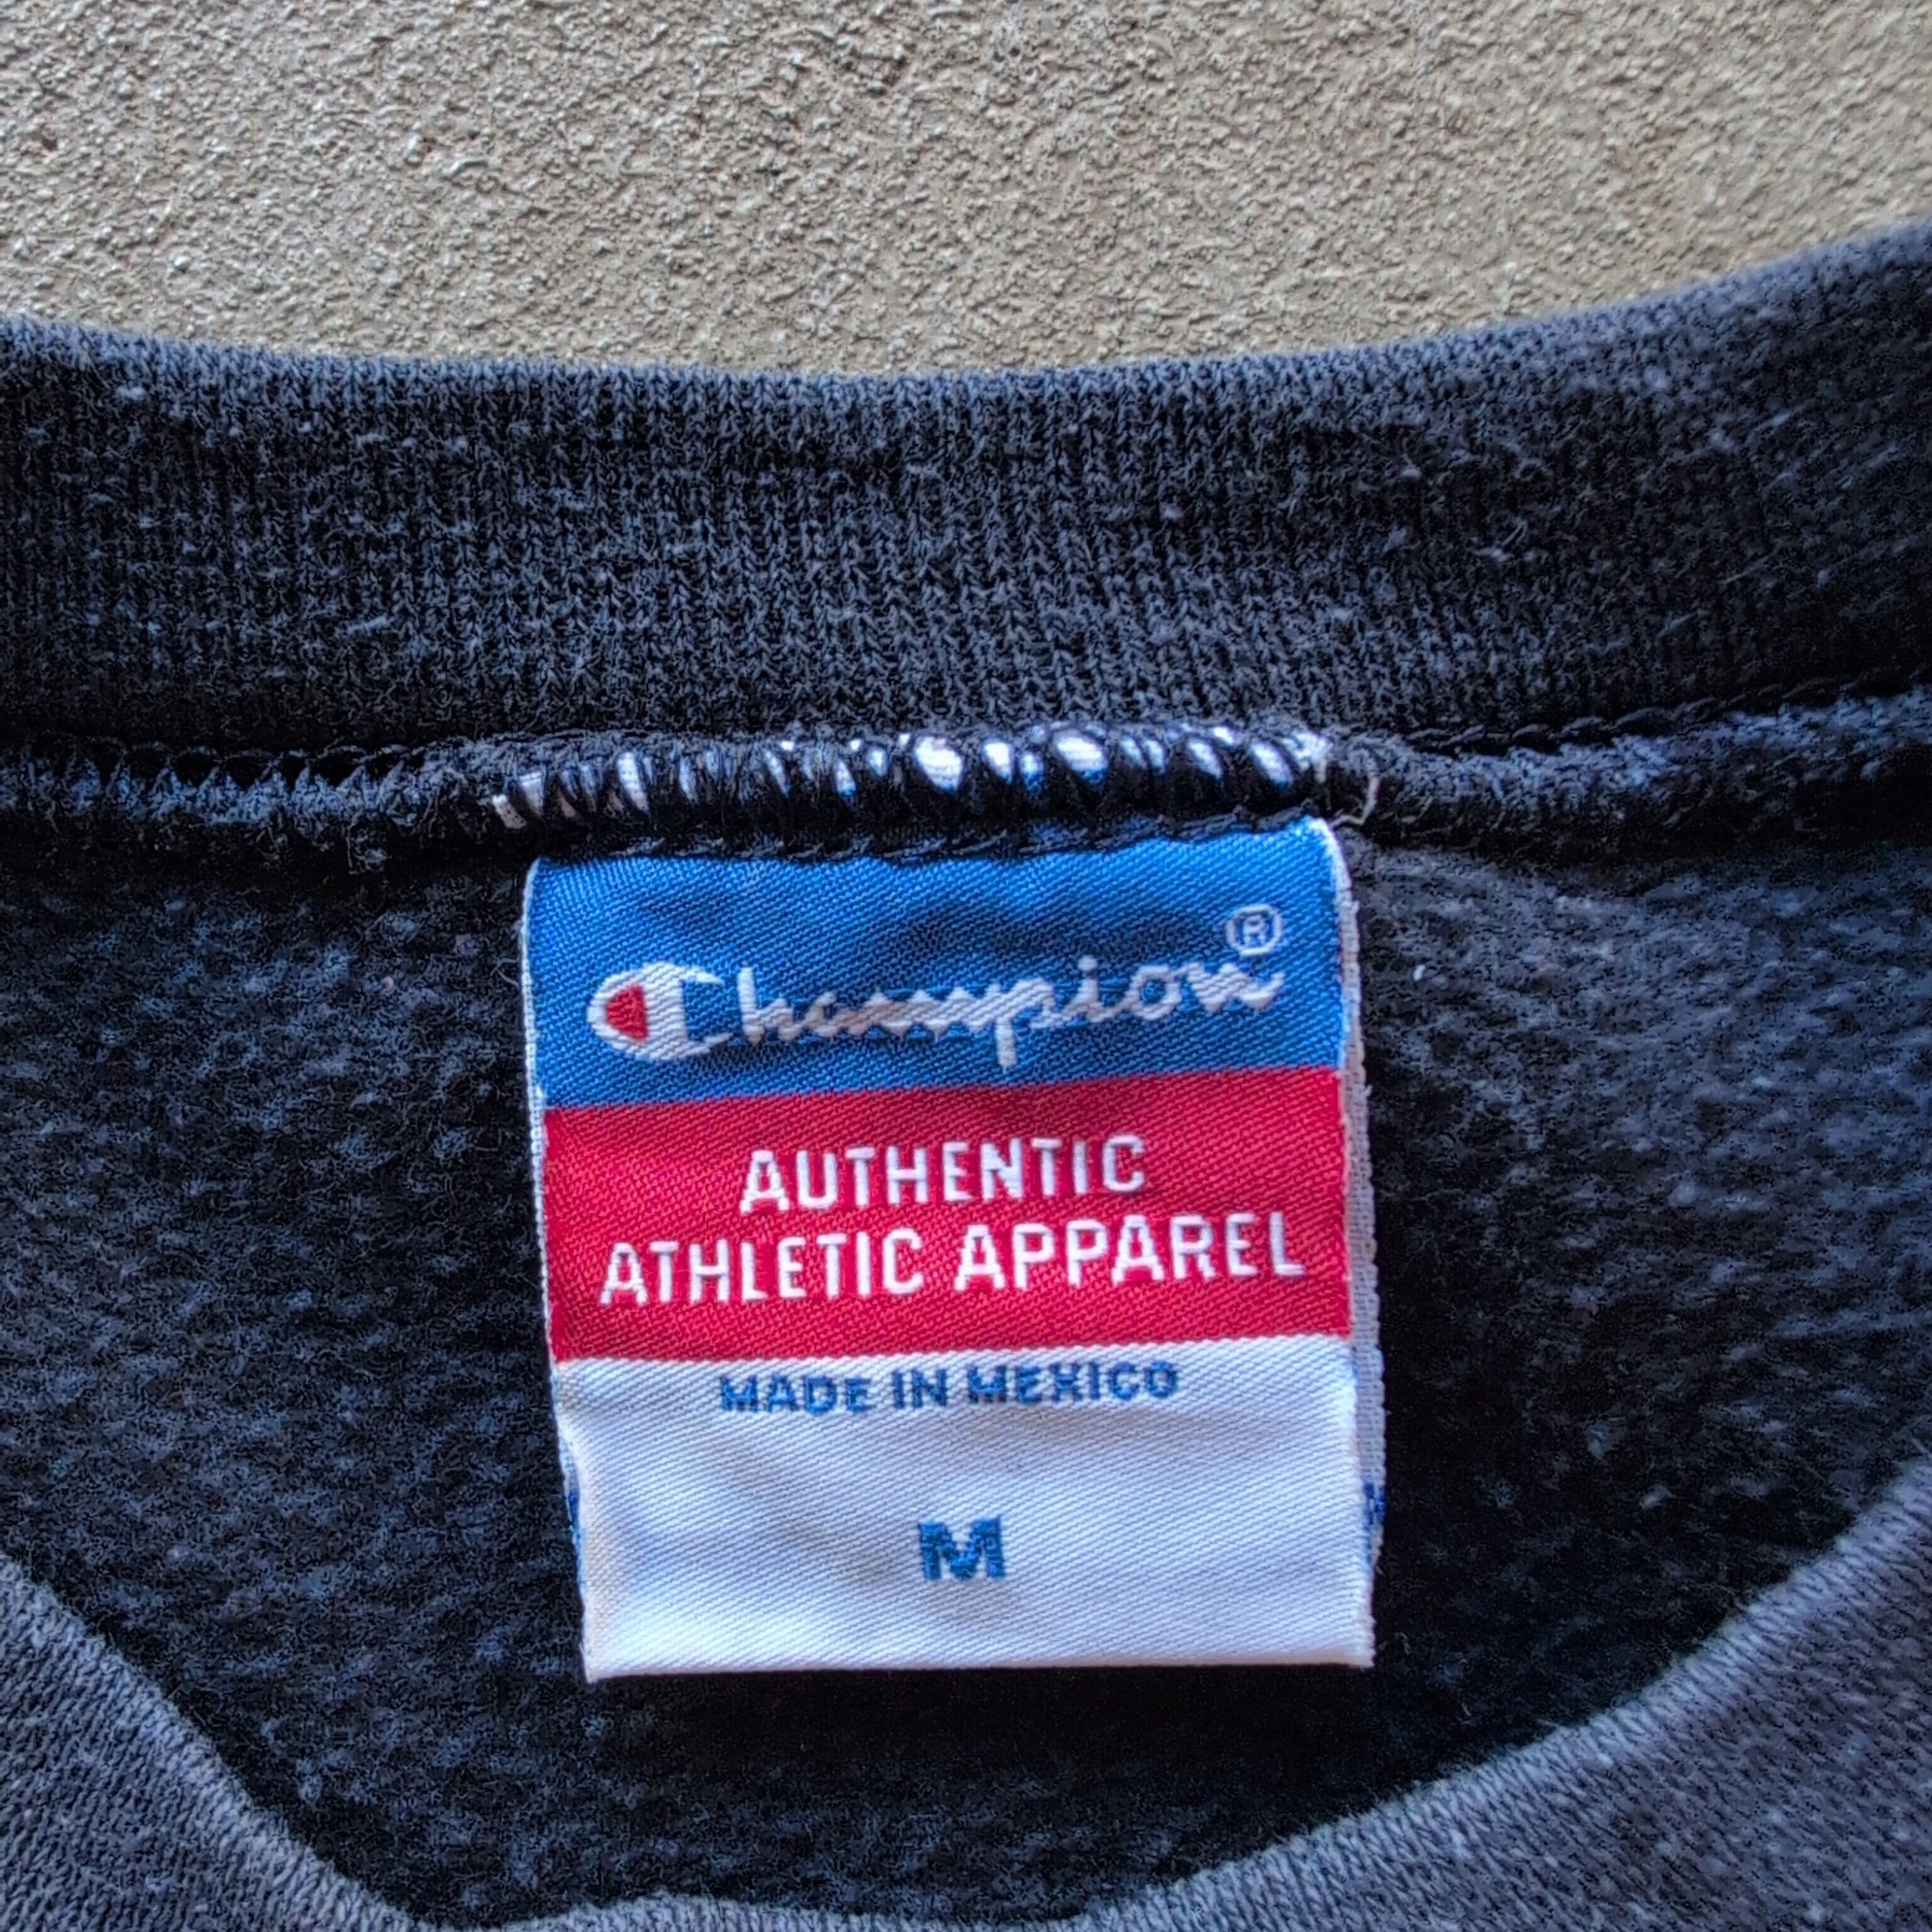 Champion®
AUTHENTIC
ATHLETIC APPAREL
MADE IN MEXICO
M